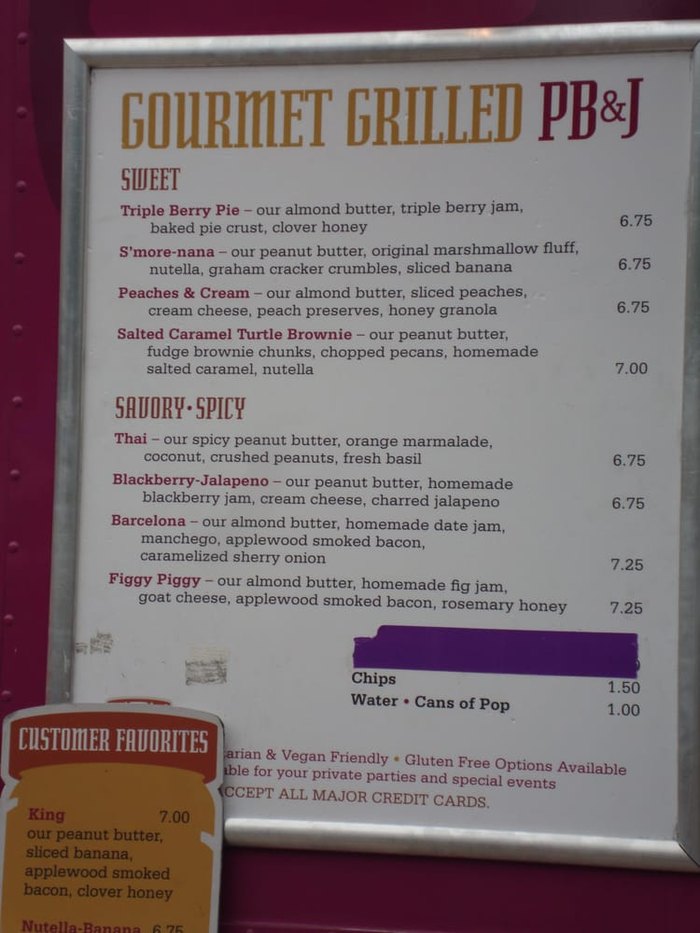 GOURMET GRILLED PB&J
SWEET
Triple Berry Pie – our almond butter, triple berry jam,
baked pie crust, clover honey 6.75
S'more-nana – our peanut butter, original marshmallow fluff,
nutella, graham cracker crumbles, sliced banana 6.75
Peaches & Cream – our almond butter, sliced peaches,
cream cheese, peach preserves, honey granola 6.75
Salted Caramel Turtle Brownie – our peanut butter,
fudge brownie chunks, chopped pecans, homemade
salted caramel, nutella 7.00
SAVORY • SPICY
Thai – our spicy peanut butter, orange marmalade,
coconut, crushed peanuts, fresh basil 6.75
Blackberry-Jalapeno – our peanut butter, homemade
blackberry jam, cream cheese, charred jalapeno 6.75
Barcelona – our almond butter, homemade date jam,
manchego, applewood smoked bacon,
caramelized sherry onion 7.25
Figgy Piggy – our almond butter, homemade fig jam,
goat cheese, applewood smoked bacon, rosemary honey 7.25
Chips 1.50
Water • Cans of Pop 1.00
arian & Vegan Friendly • Gluten Free Options Available
able for your private parties and special events
CCEPT ALL MAJOR CREDIT CARDS.
CUSTOMER FAVORITES
King 7.00
our peanut butter,
sliced banana,
applewood smoked
bacon, clover honey
Nutella-Banana 6.75